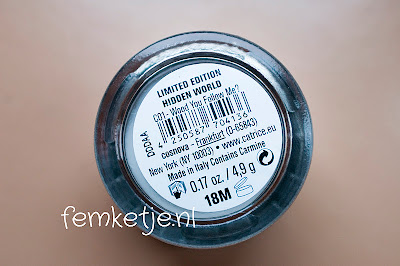 LIMITED EDITION
HIDDEN WORLD
C01- Wood You Follow Me?
4 250587 704136
DDDAA
cosnova - Frankfurt (D-65843)
New York (NY) 10003 • www.catrice.eu
Made in Italy Contains Carmine
0.17 oz / 4,9 g
18M
femketje.nl